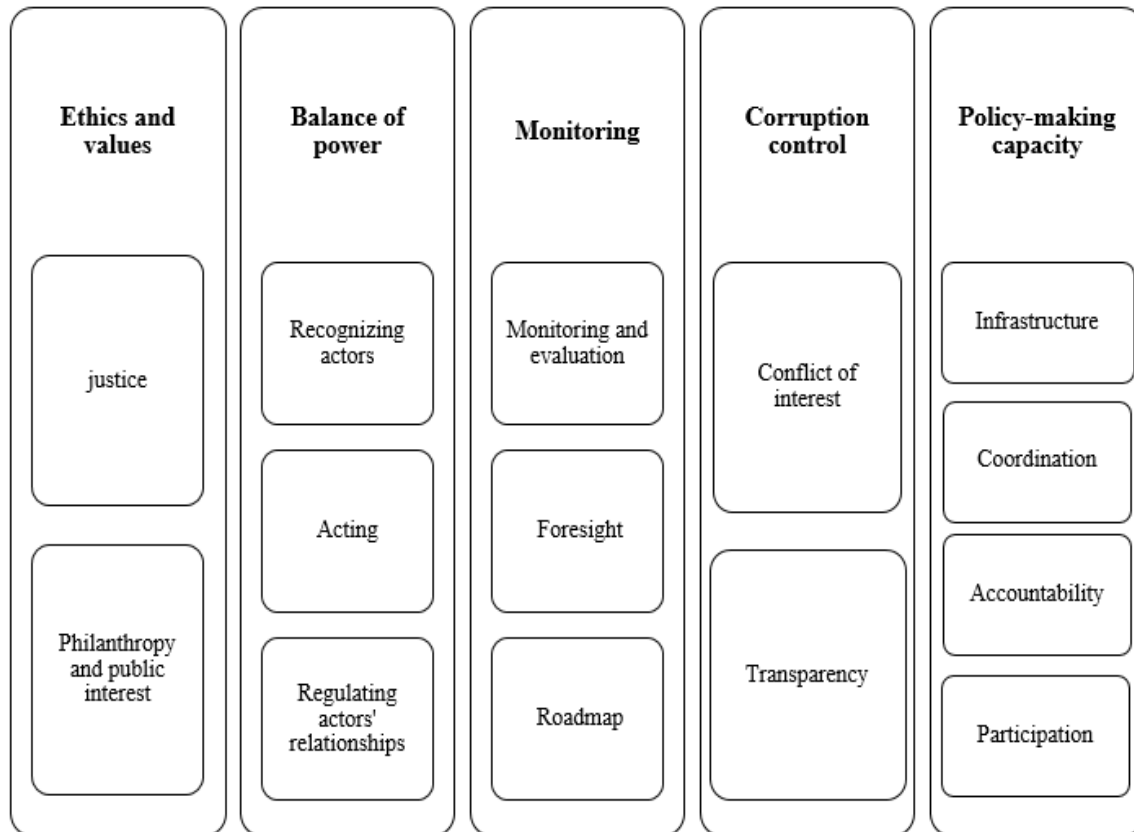 Ethics and
values
justice
Philanthropy
and public
interest
Balance of
power
Recognizing
actors
Acting
Regulating
actors'
relationships
Monitoring
Monitoring and
evaluation
Foresight
Roadmap
Corruption
control
Conflict of
interest
Transparency
Policy-making
capacity
Infrastructure
Coordination
Accountability
Participation